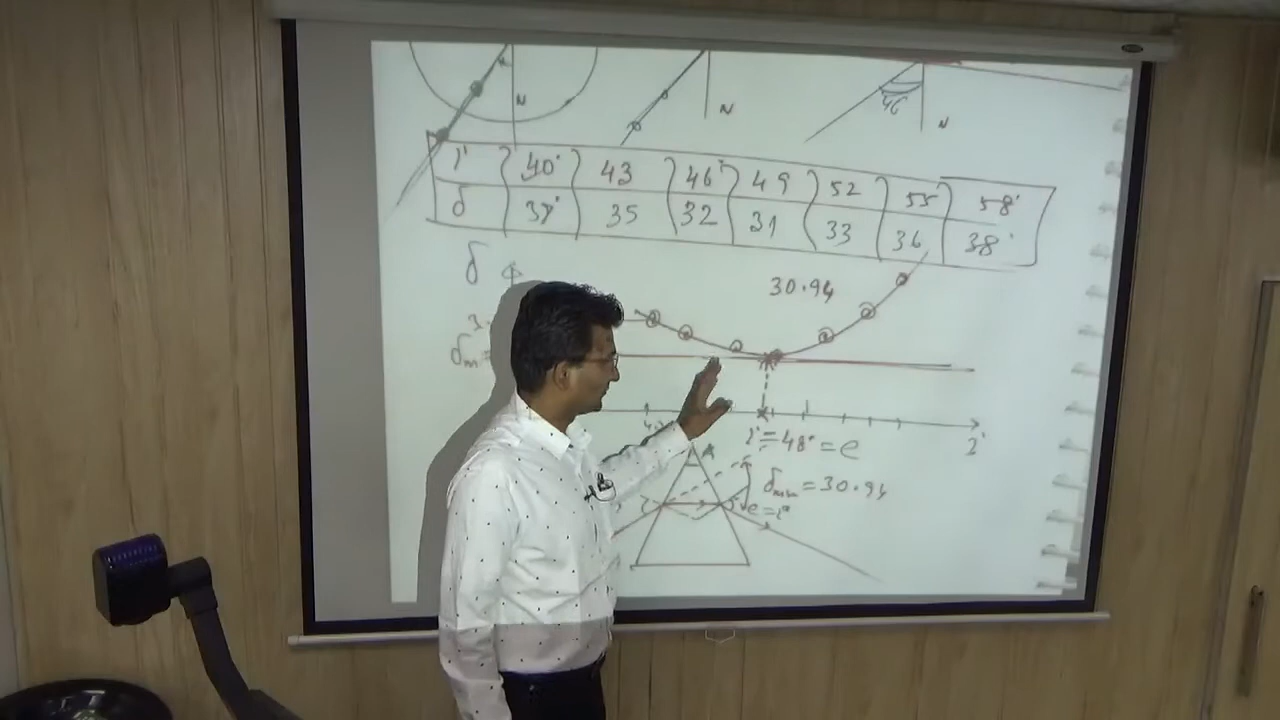 N N 46 N
i 40° 43 46° 49 52 55 58°
δ 37° 35 32 31 33 36 38°
δ
30.94
δm =
i
i = 48° = e
A
δmm = 30.94
e = i